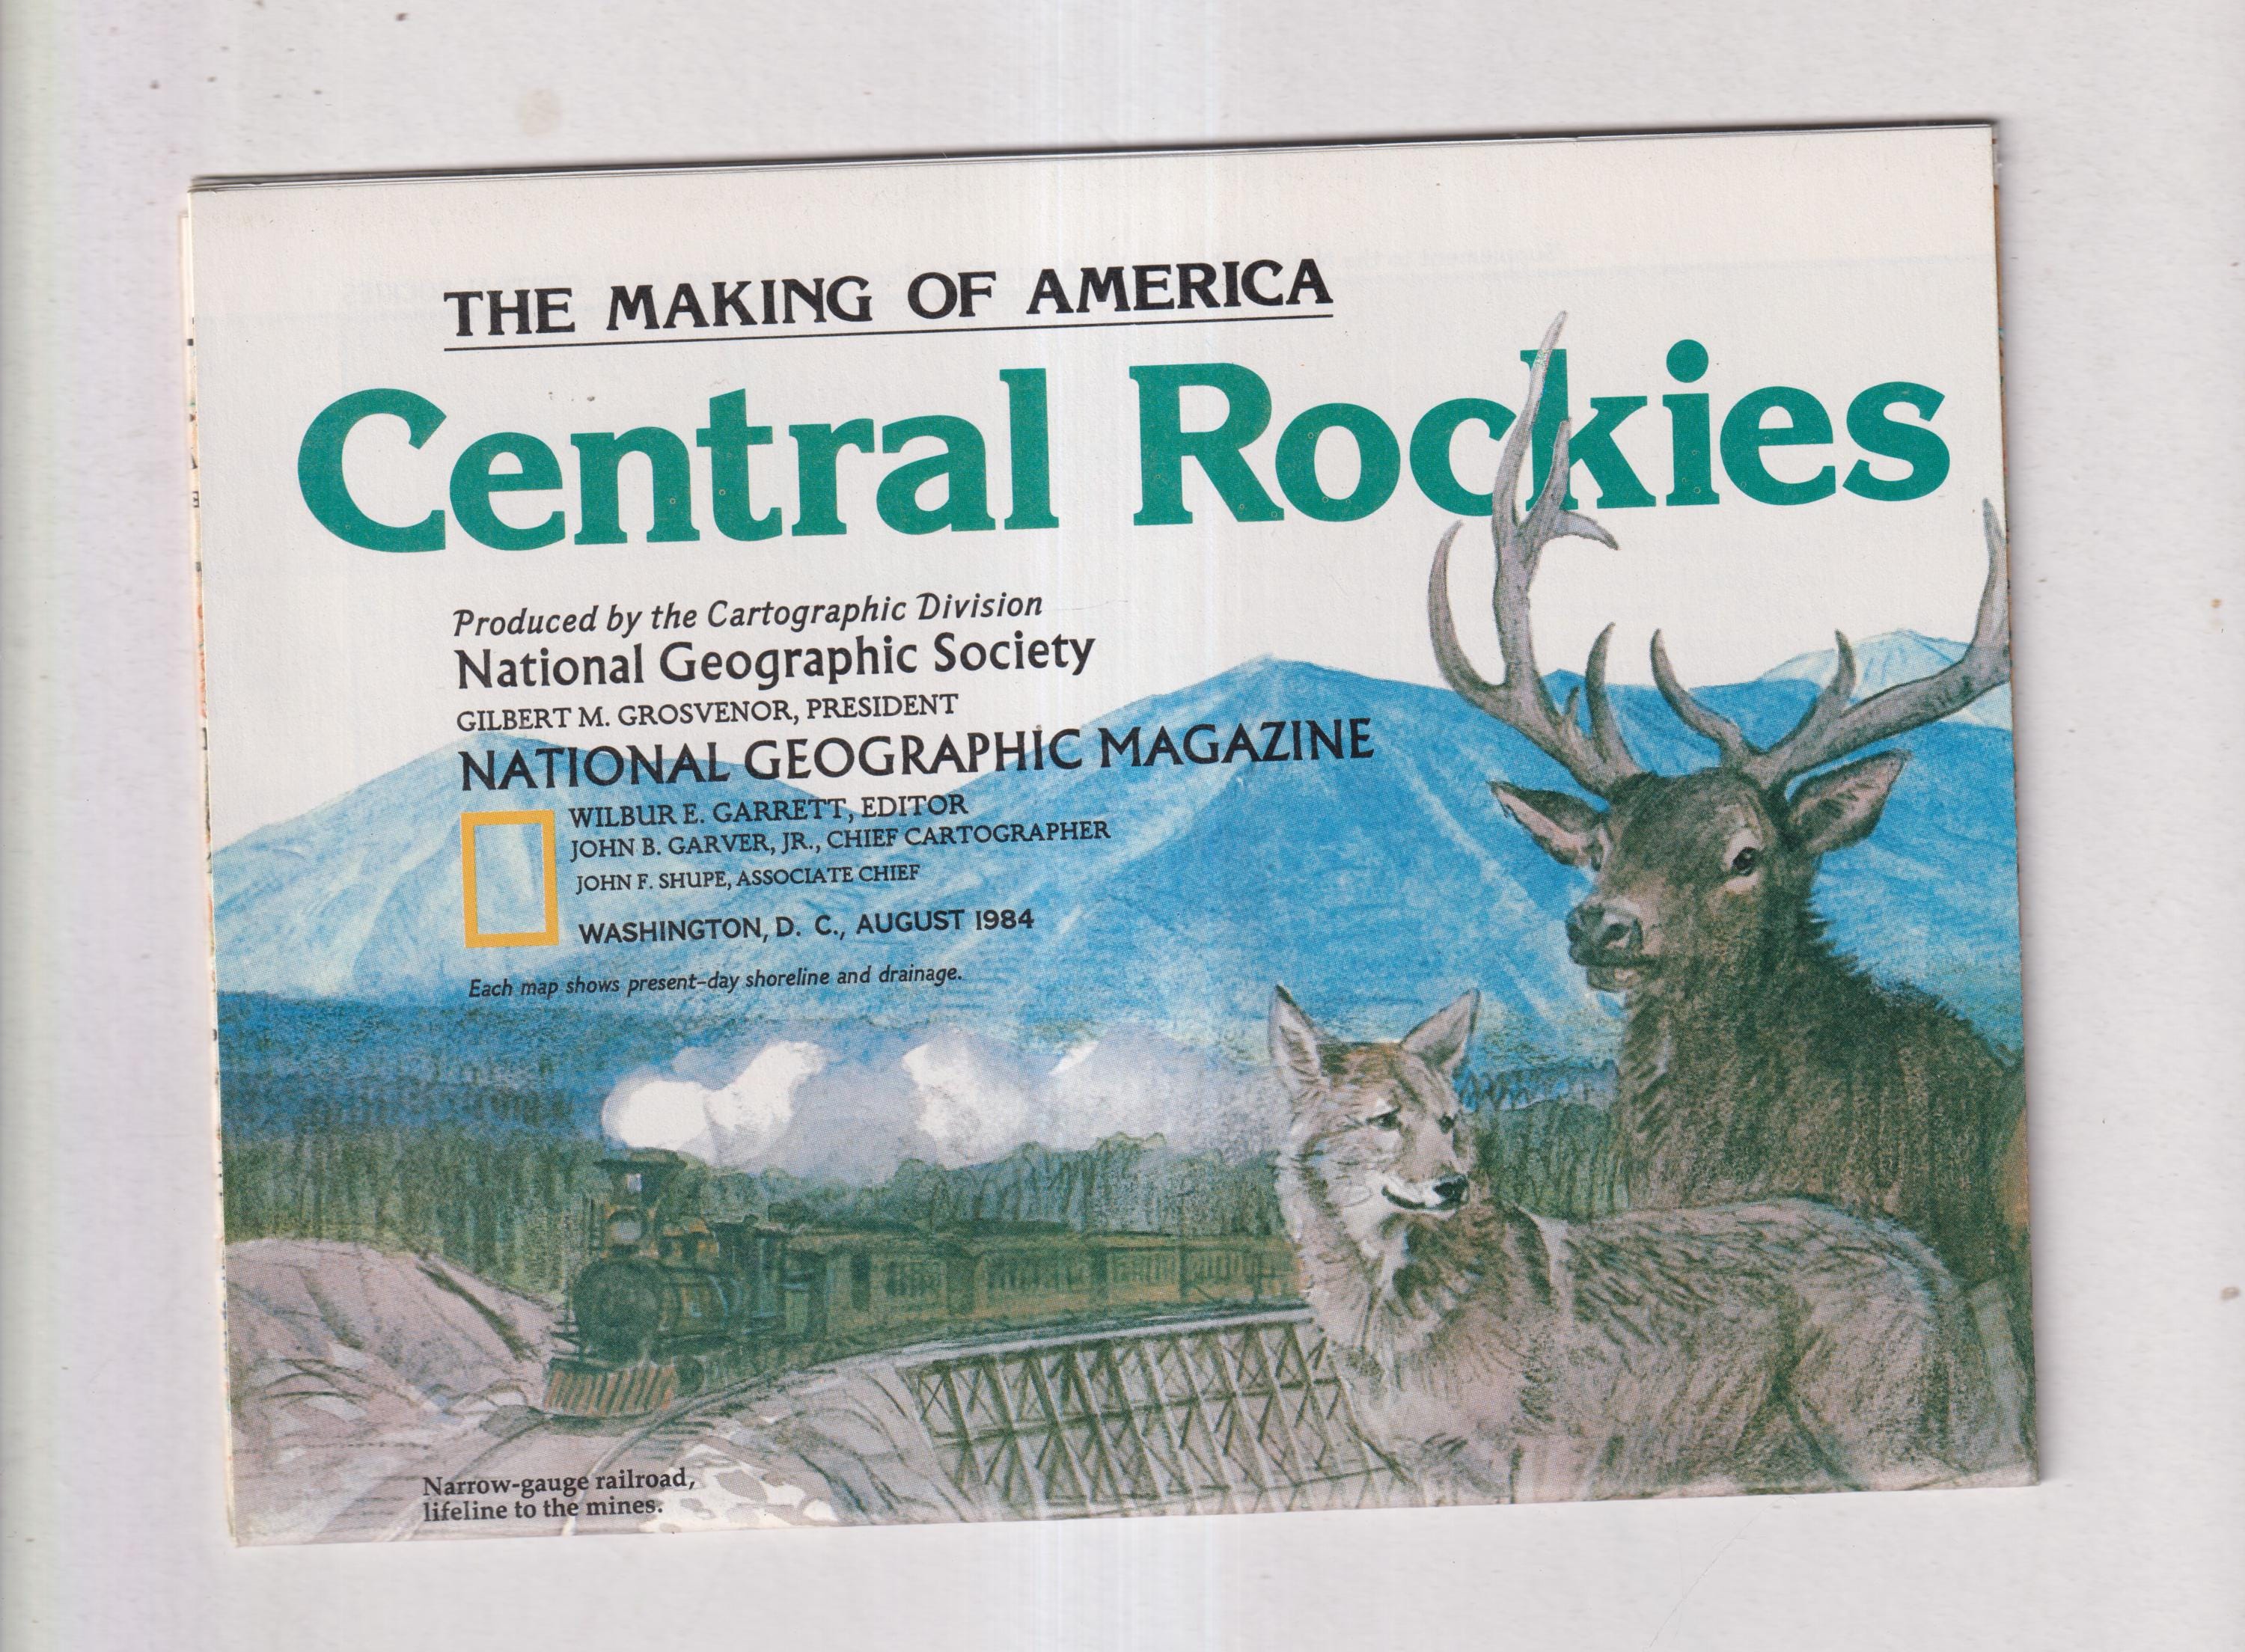 THE MAKING OF AMERICA
Central Rockies
Produced by the Cartographic Division
National Geographic Society
GILBERT M. GROSVENOR, PRESIDENT
NATIONAL GEOGRAPHIC MAGAZINE
WILBUR E. GARRETT, EDITOR
JOHN B. GARVER, JR., CHIEF CARTOGRAPHER
JOHN F. SHUPE, ASSOCIATE CHIEF
WASHINGTON, D. C., AUGUST 1984
Each map shows present-day shoreline and drainage.
Narrow-gauge railroad,
lifeline to the mines.